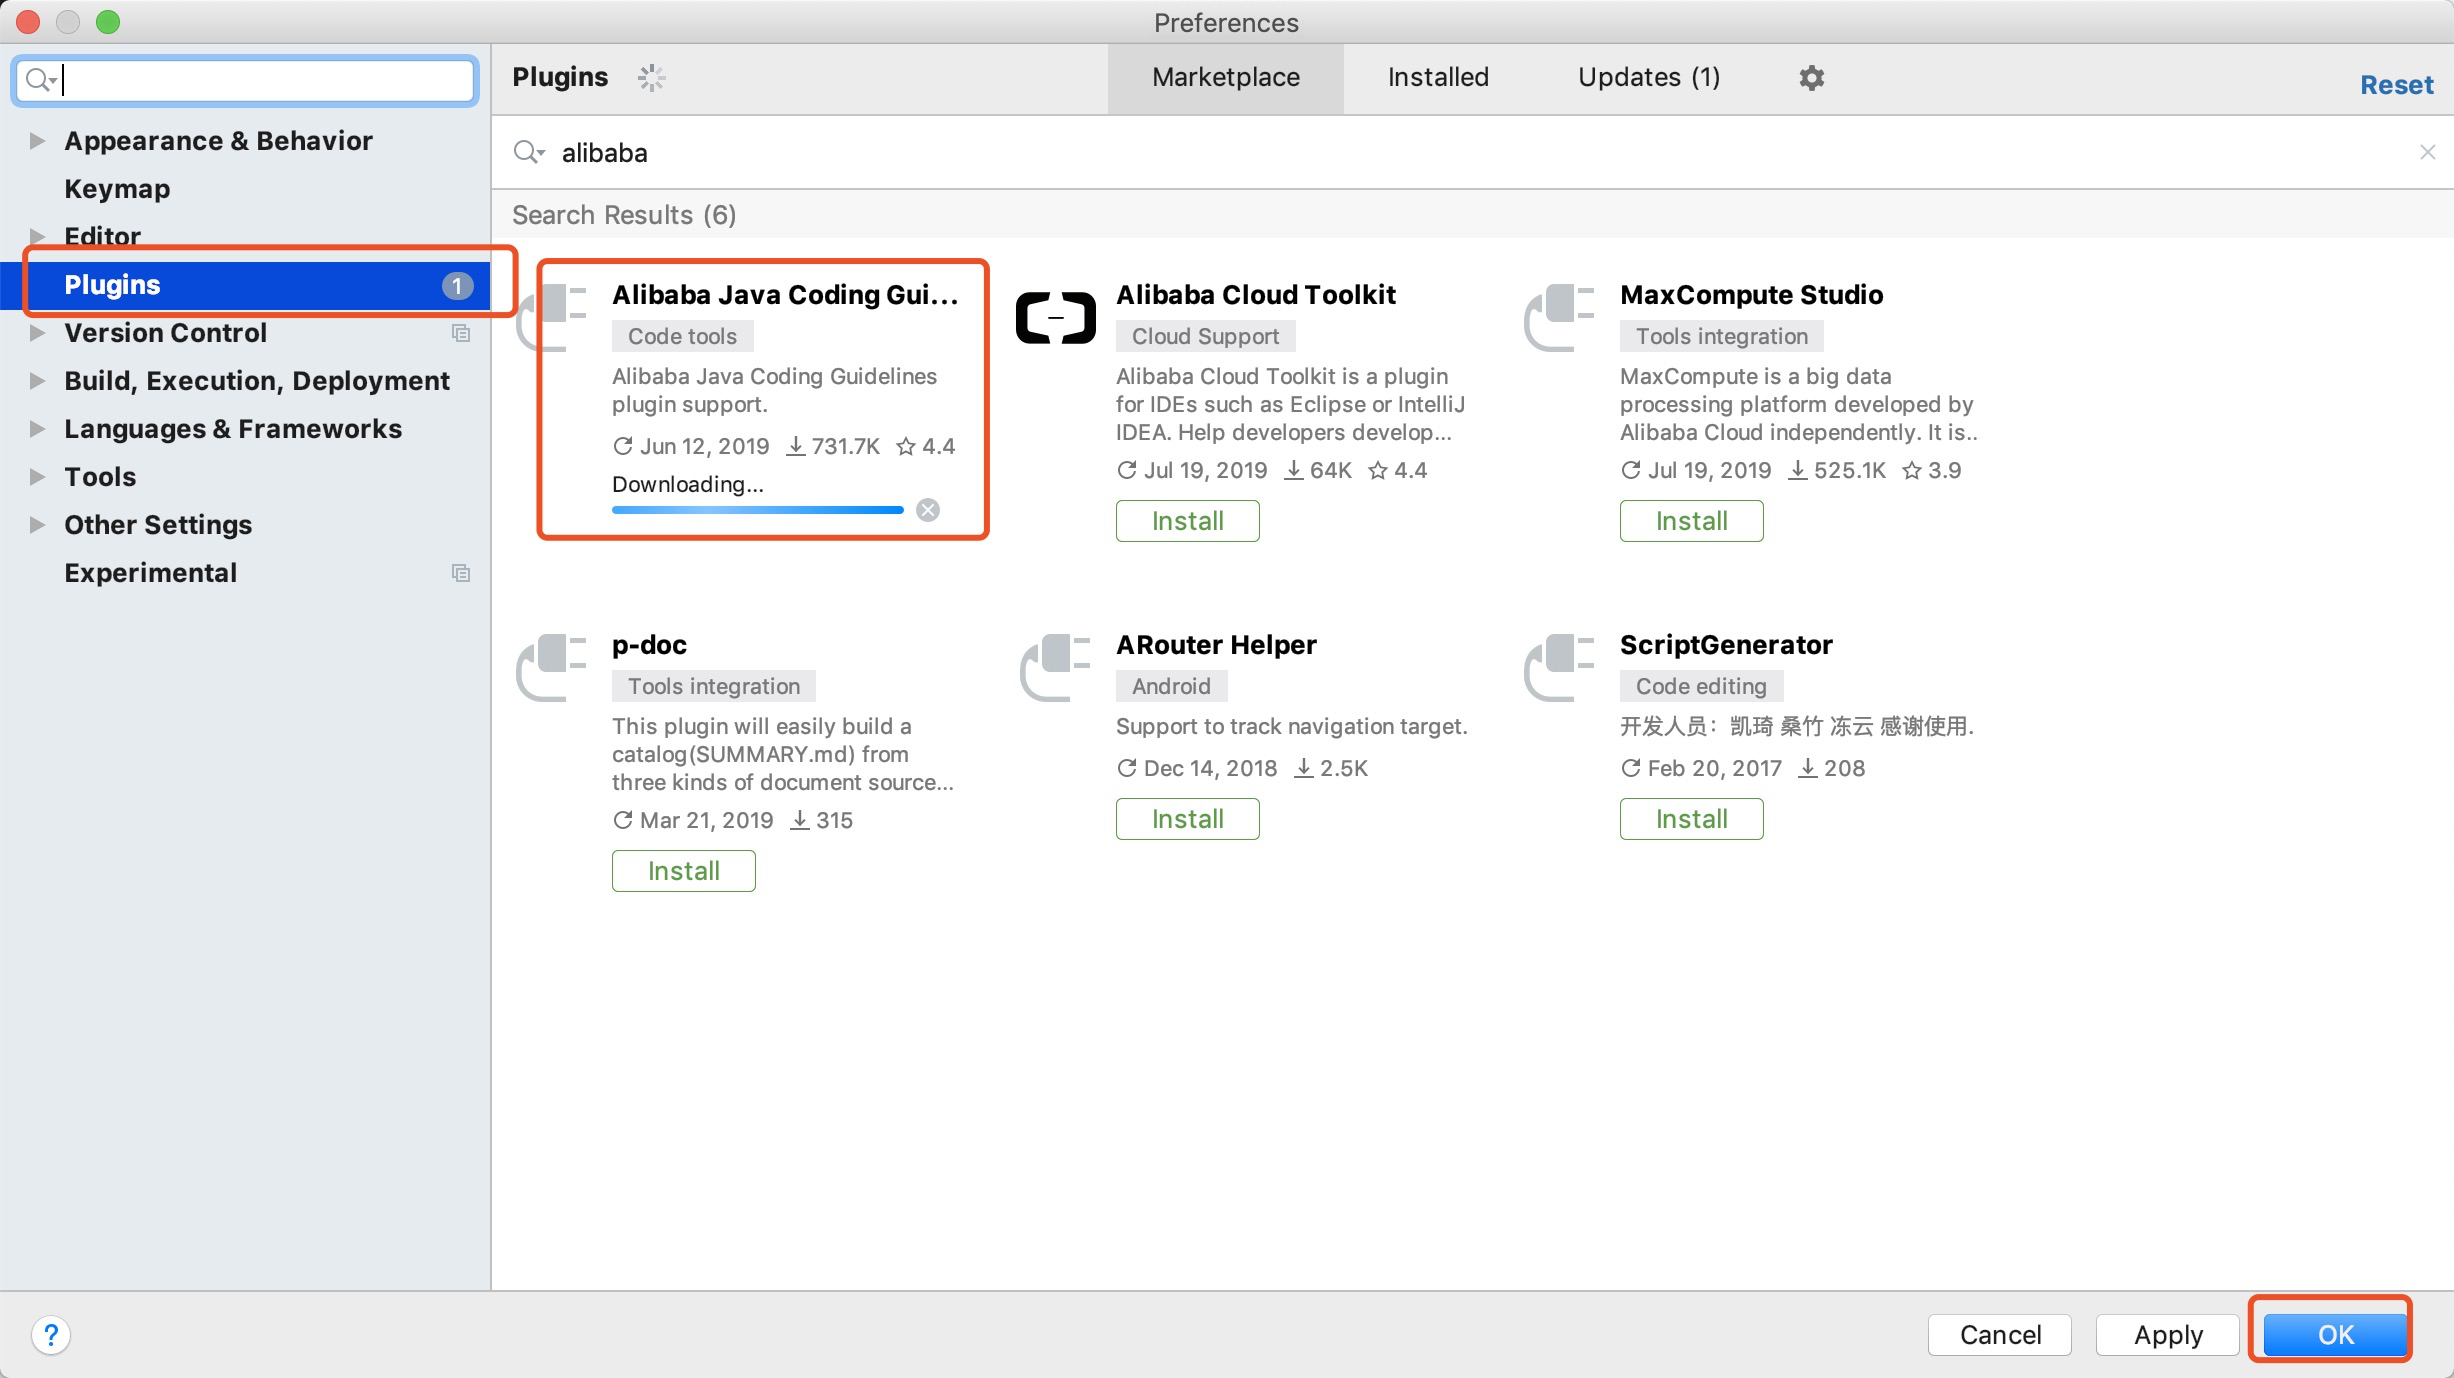 Preferences
Appearance & Behavior
Keymap
Editor
Plugins 1
Version Control
Build, Execution, Deployment
Languages & Frameworks
Tools
Other Settings
Experimental
Plugins
Marketplace
Installed
Updates (1)
Reset
alibaba
Search Results (6)
Alibaba Java Coding Gui...
Code tools
Alibaba Java Coding Guidelines
plugin support.
Jun 12, 2019 731.7K 4.4
Downloading...
Alibaba Cloud Toolkit
Cloud Support
Alibaba Cloud Toolkit is a plugin
for IDEs such as Eclipse or IntelliJ
IDEA. Help developers develop...
Jul 19, 2019 64K 4.4
Install
MaxCompute Studio
Tools integration
MaxCompute is a big data
processing platform developed by
Alibaba Cloud independently. It is..
Jul 19, 2019 525.1K 3.9
Install
p-doc
Tools integration
This plugin will easily build a
catalog(SUMMARY.md) from
three kinds of document source...
Mar 21, 2019 315
Install
ARouter Helper
Android
Support to track navigation target.
Dec 14, 2018 2.5K
Install
ScriptGenerator
Code editing
开发人员：凯琦 桑竹 冻云 感谢使用.
Feb 20, 2017 208
Install
?
Cancel
Apply
OK